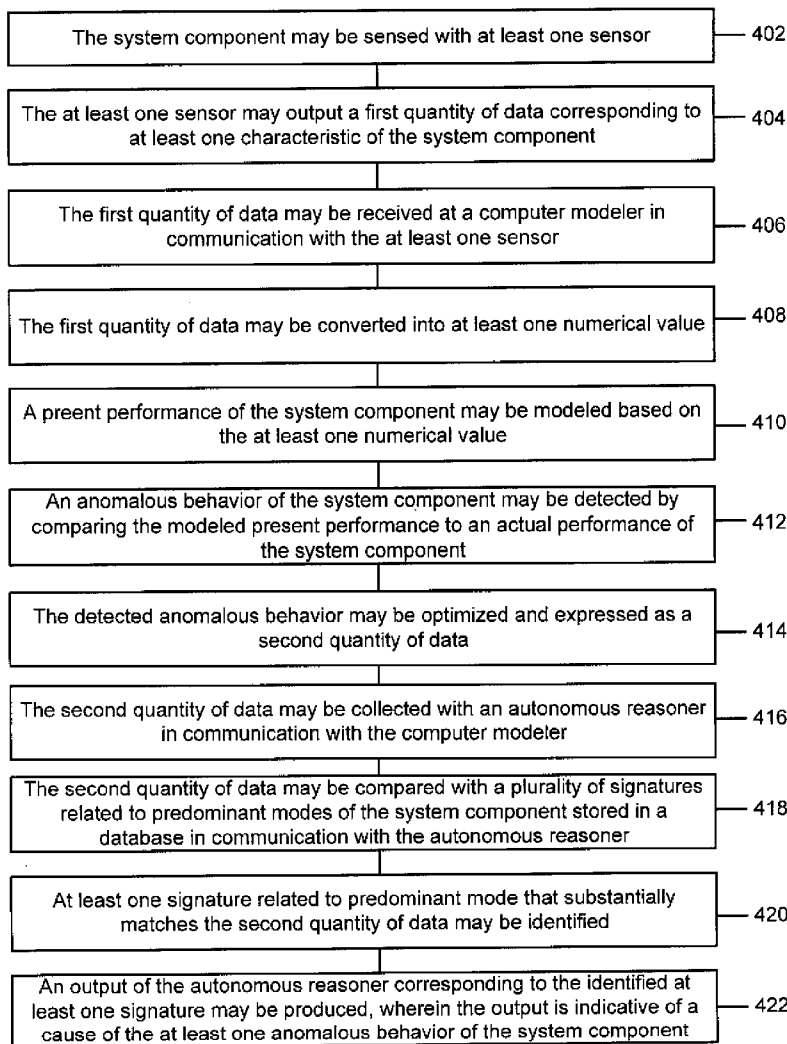 The system component may be sensed with at least one sensor
402
The at least one sensor may output a first quantity of data corresponding to
at least one characteristic of the system component
404
The first quantity of data may be received at a computer modeler in
communication with the at least one sensor
406
The first quantity of data may be converted into at least one numerical value
408
A preent performance of the system component may be modeled based on
the at least one numerical value
410
An anomalous behavior of the system component may be detected by
comparing the modeled present performance to an actual performance of
the system component
412
The detected anomalous behavior may be optimized and expressed as a
second quantity of data
414
The second quantity of data may be collected with an autonomous reasoner
in communication with the computer modeler
416
The second quantity of data may be compared with a plurality of signatures
related to predominant modes of the system component stored in a
database in communication with the autonomous reasoner
418
At least one signature related to predominant mode that substantially
matches the second quantity of data may be identified
420
An output of the autonomous reasoner corresponding to the identified at
least one signature may be produced, wherein the output is indicative of a
cause of the at least one anomalous behavior of the system component
422